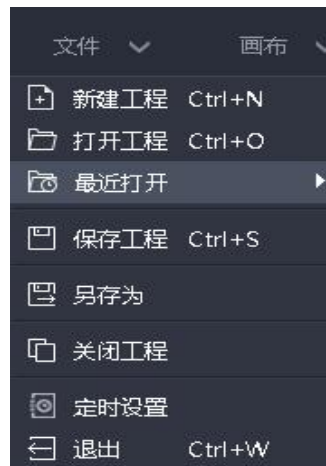 文件 画布
新建工程 Ctrl+N
打开工程 Ctrl+O
最近打开
保存工程 Ctrl+S
另存为
关闭工程
定时设置
退出 Ctrl+W